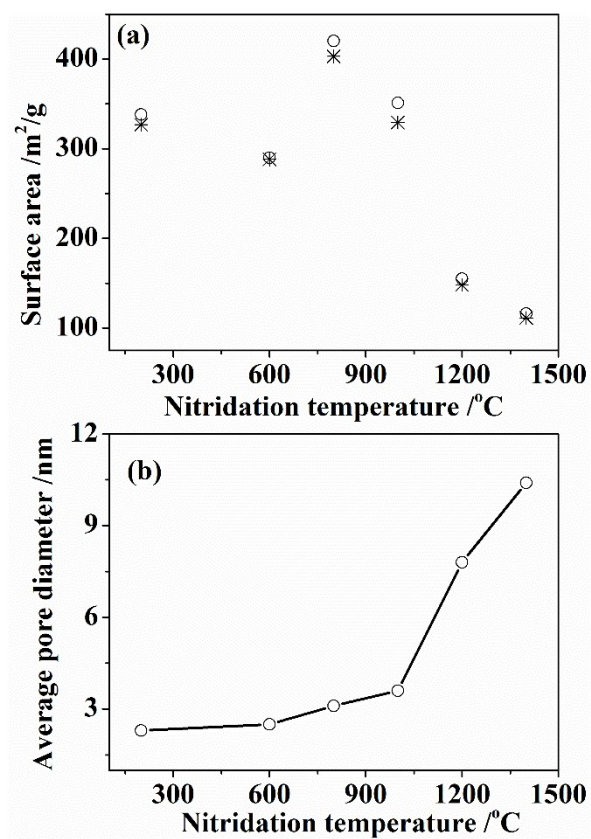 (a)
400
300
200
100
Surface area /m²/g
300 600 900 1200 1500
Nitridation temperature /°C
12
(b)
9
6
3
Average pore diameter /nm
300 600 900 1200 1500
Nitridation temperature /°C